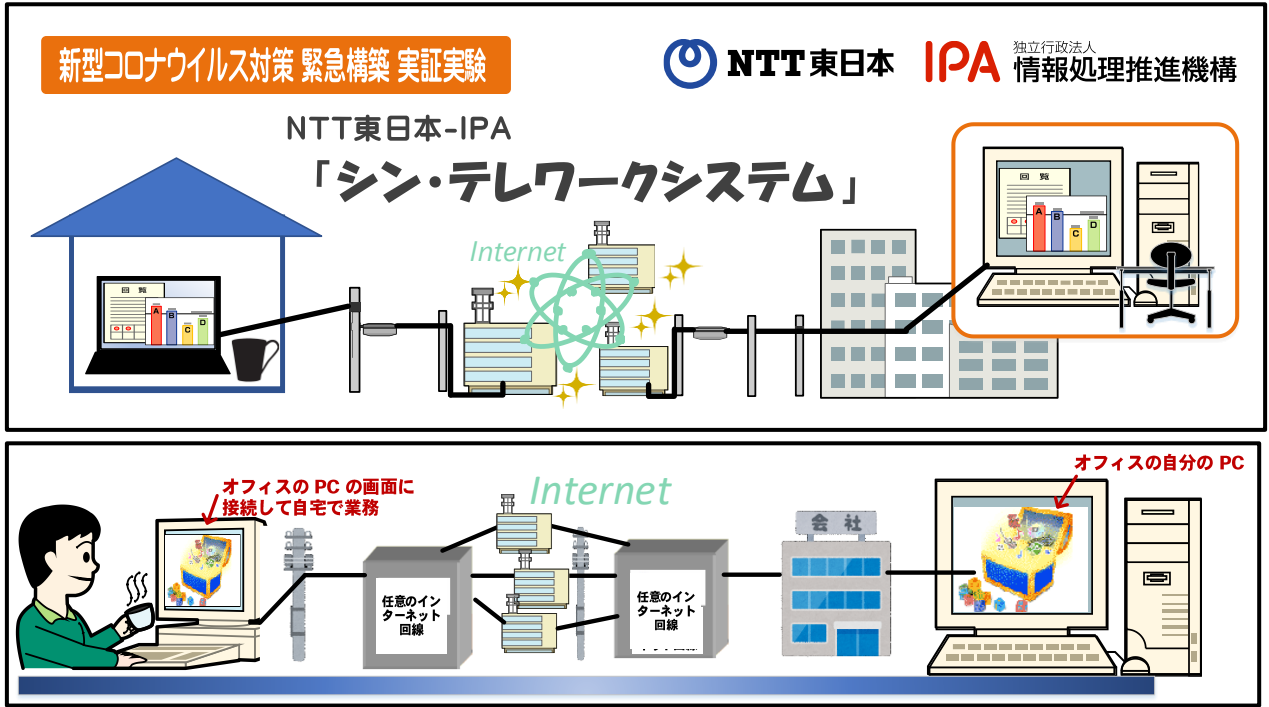 新型コロナウイルス対策 緊急構築 実証実験
NTT東日本
IPA
独立行政法人
情報処理推進機構
NTT東日本-IPA
「シン・テレワークシステム」
Internet
回 覧
A
B
C
D
回 覧
A
B
C
D
オフィスの PC の画面に
接続して自宅で業務
Internet
オフィスの自分の PC
会 社
任意のイン
ターネット
回線
任意のイン
ターネット
回線